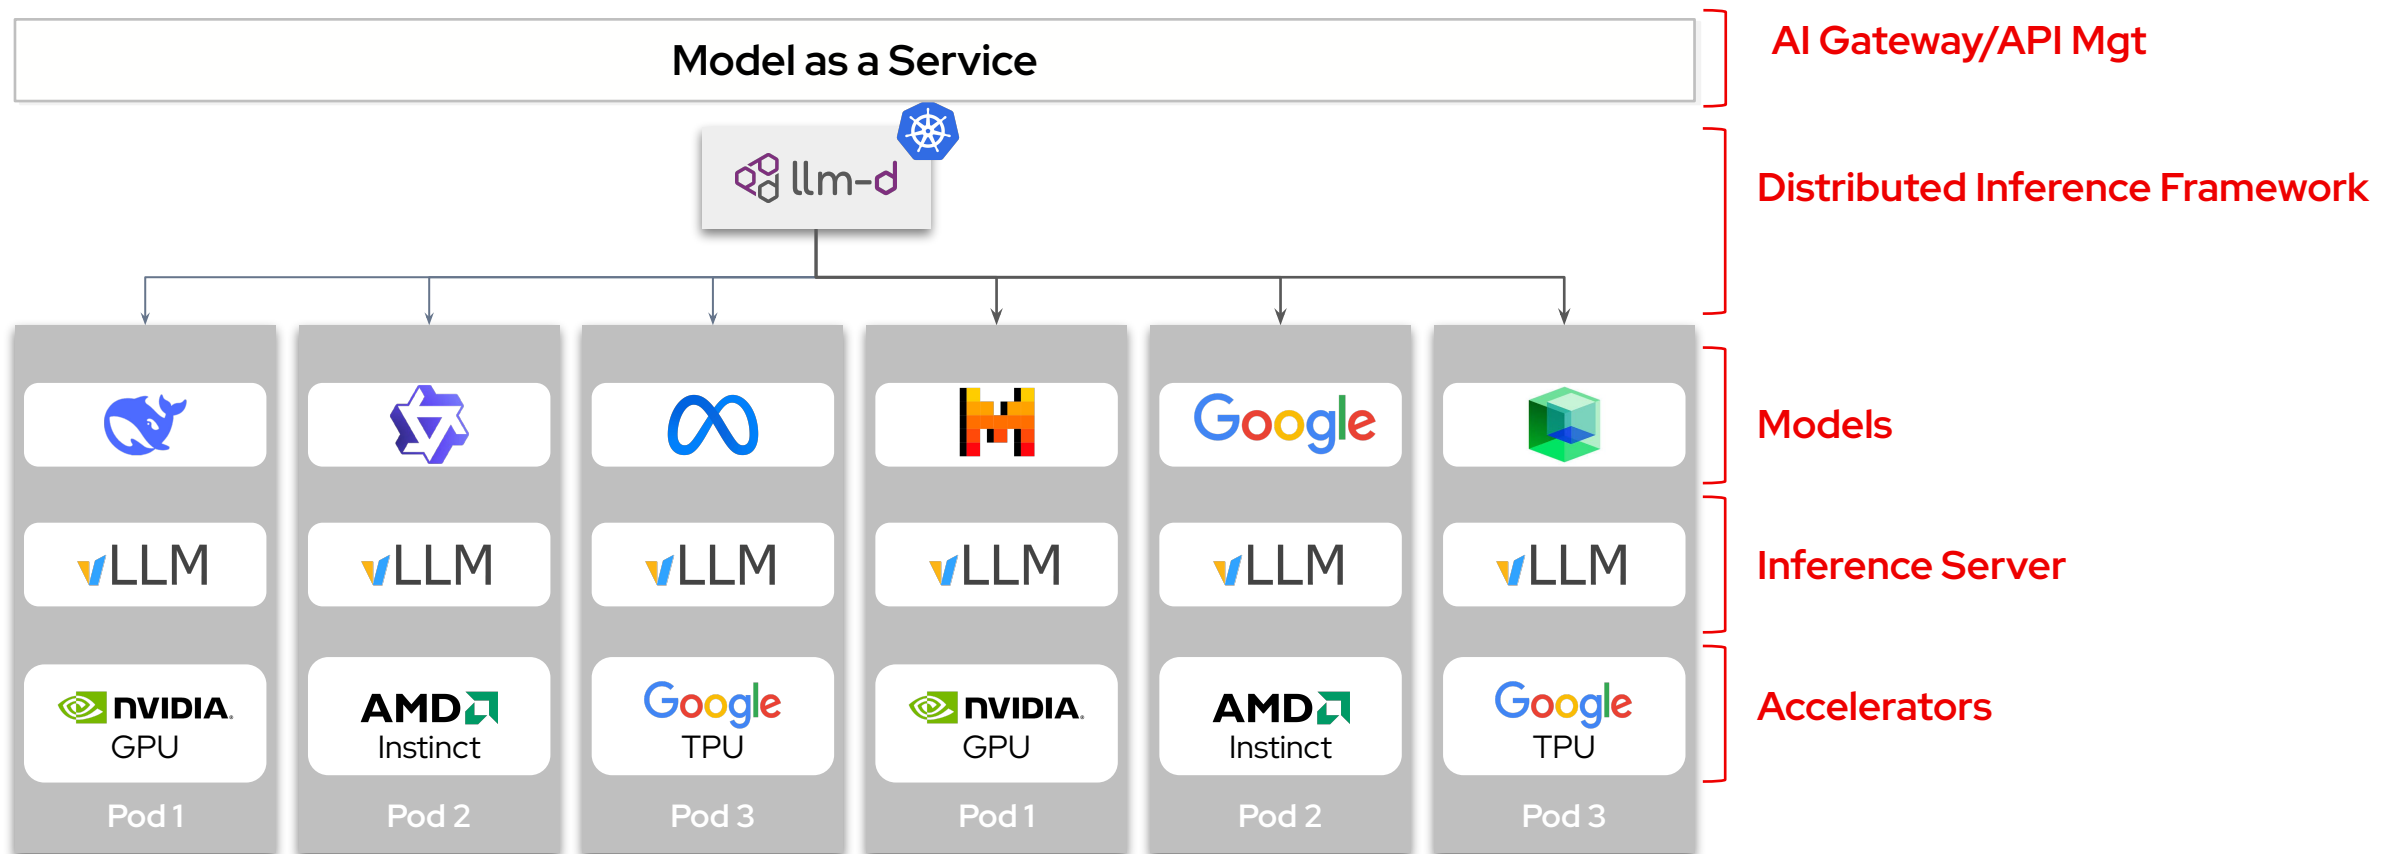 Model as a Service
AI Gateway/API Mgt
llm-d
Distributed Inference Framework
Google
Models
vLLM
vLLM
vLLM
vLLM
vLLM
vLLM
Inference Server
NVIDIA.
GPU
AMD
Instinct
Google
TPU
NVIDIA.
GPU
AMD
Instinct
Google
TPU
Accelerators
Pod 1
Pod 2
Pod 3
Pod 1
Pod 2
Pod 3